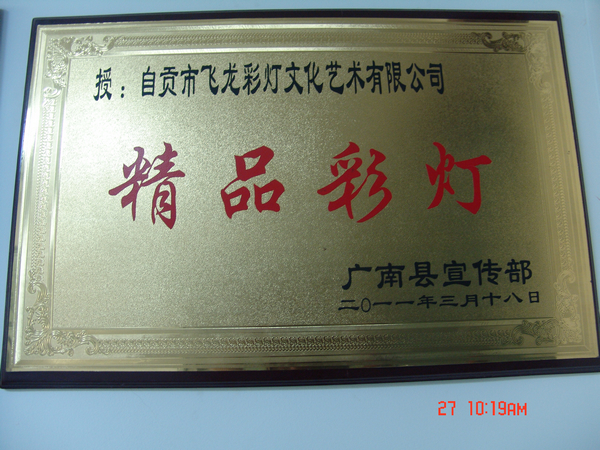 授：自贡市飞龙彩灯文化艺术有限公司
精品彩灯
广南县宣传部
二〇一一年三月十八日
27 10:19AM